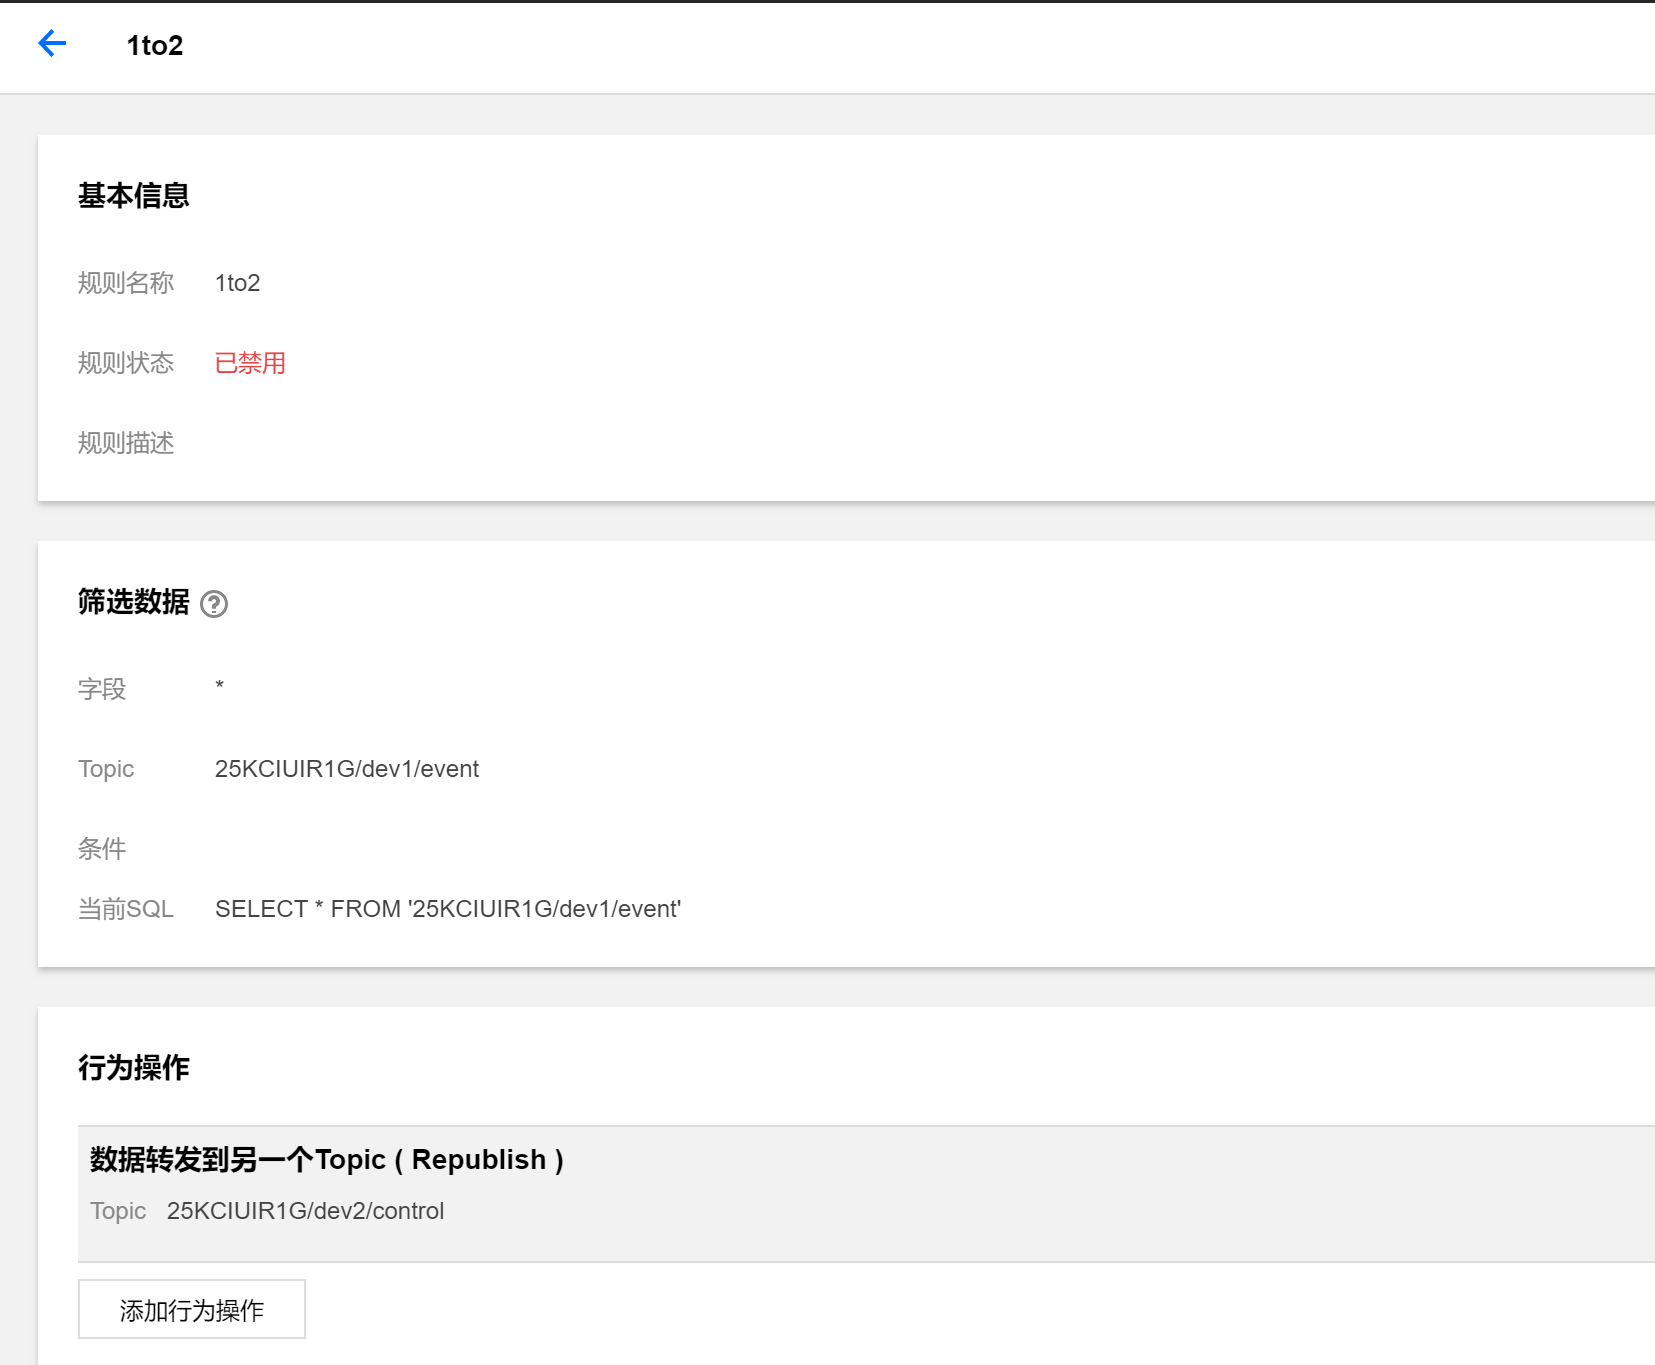 1to2
基本信息
规则名称 1to2
规则状态 已禁用
规则描述
筛选数据 ?
字段 *
Topic 25KCIUIR1G/dev1/event
条件
当前SQL SELECT * FROM '25KCIUIR1G/dev1/event'
行为操作
数据转发到另一个Topic ( Republish )
Topic 25KCIUIR1G/dev2/control
添加行为操作